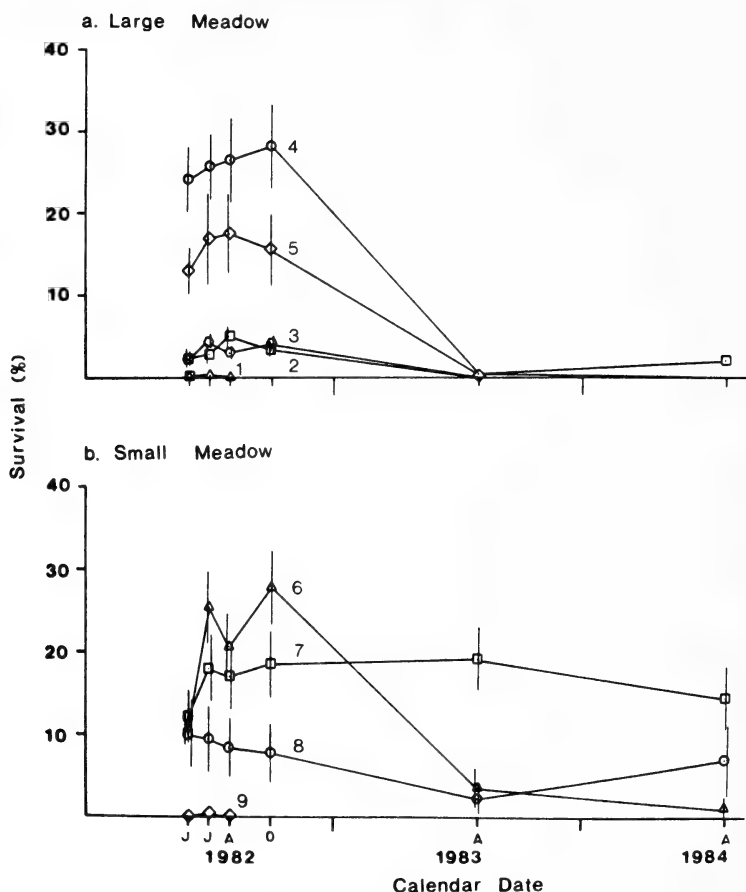 a. Large Meadow
40
30
20
10
4
5
3
2
1
Survival (%)
b. Small Meadow
40
30
20
10
6
7
8
9
J J A O A A
1982 1983 1984
Calendar Date